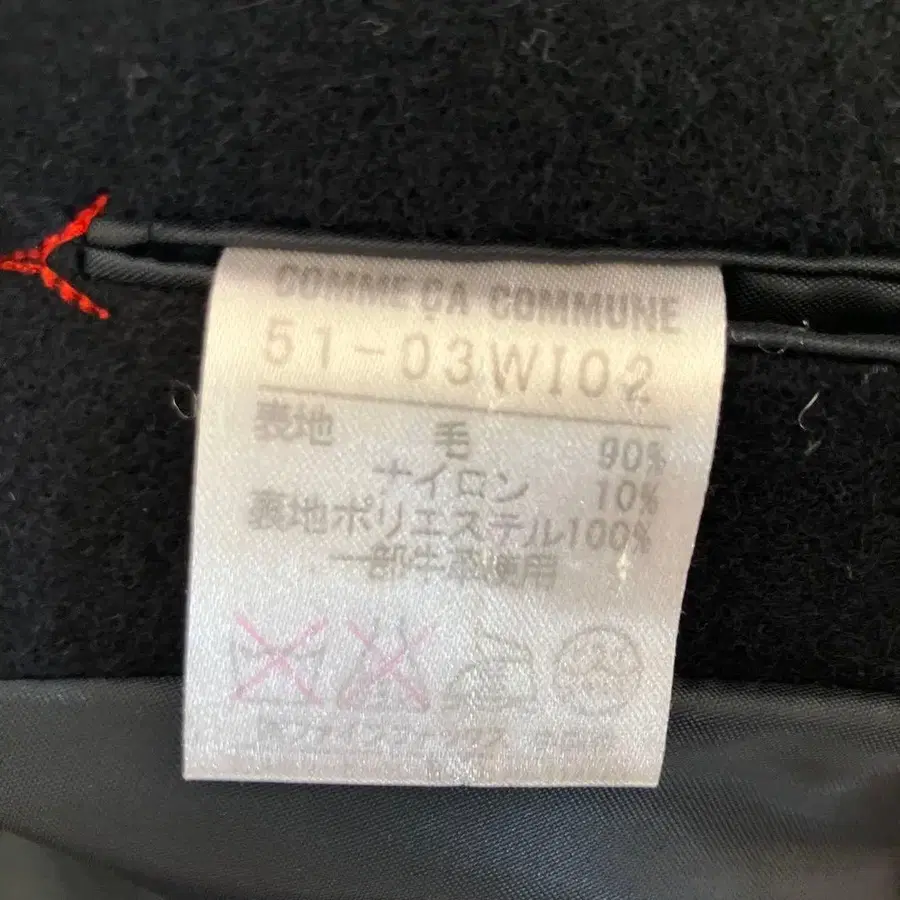 COMME ÇA COMMUNE
51-03WI02
表地 毛 90%
ナイロン 10%
裏地ポリエステル100%
一部牛革使用